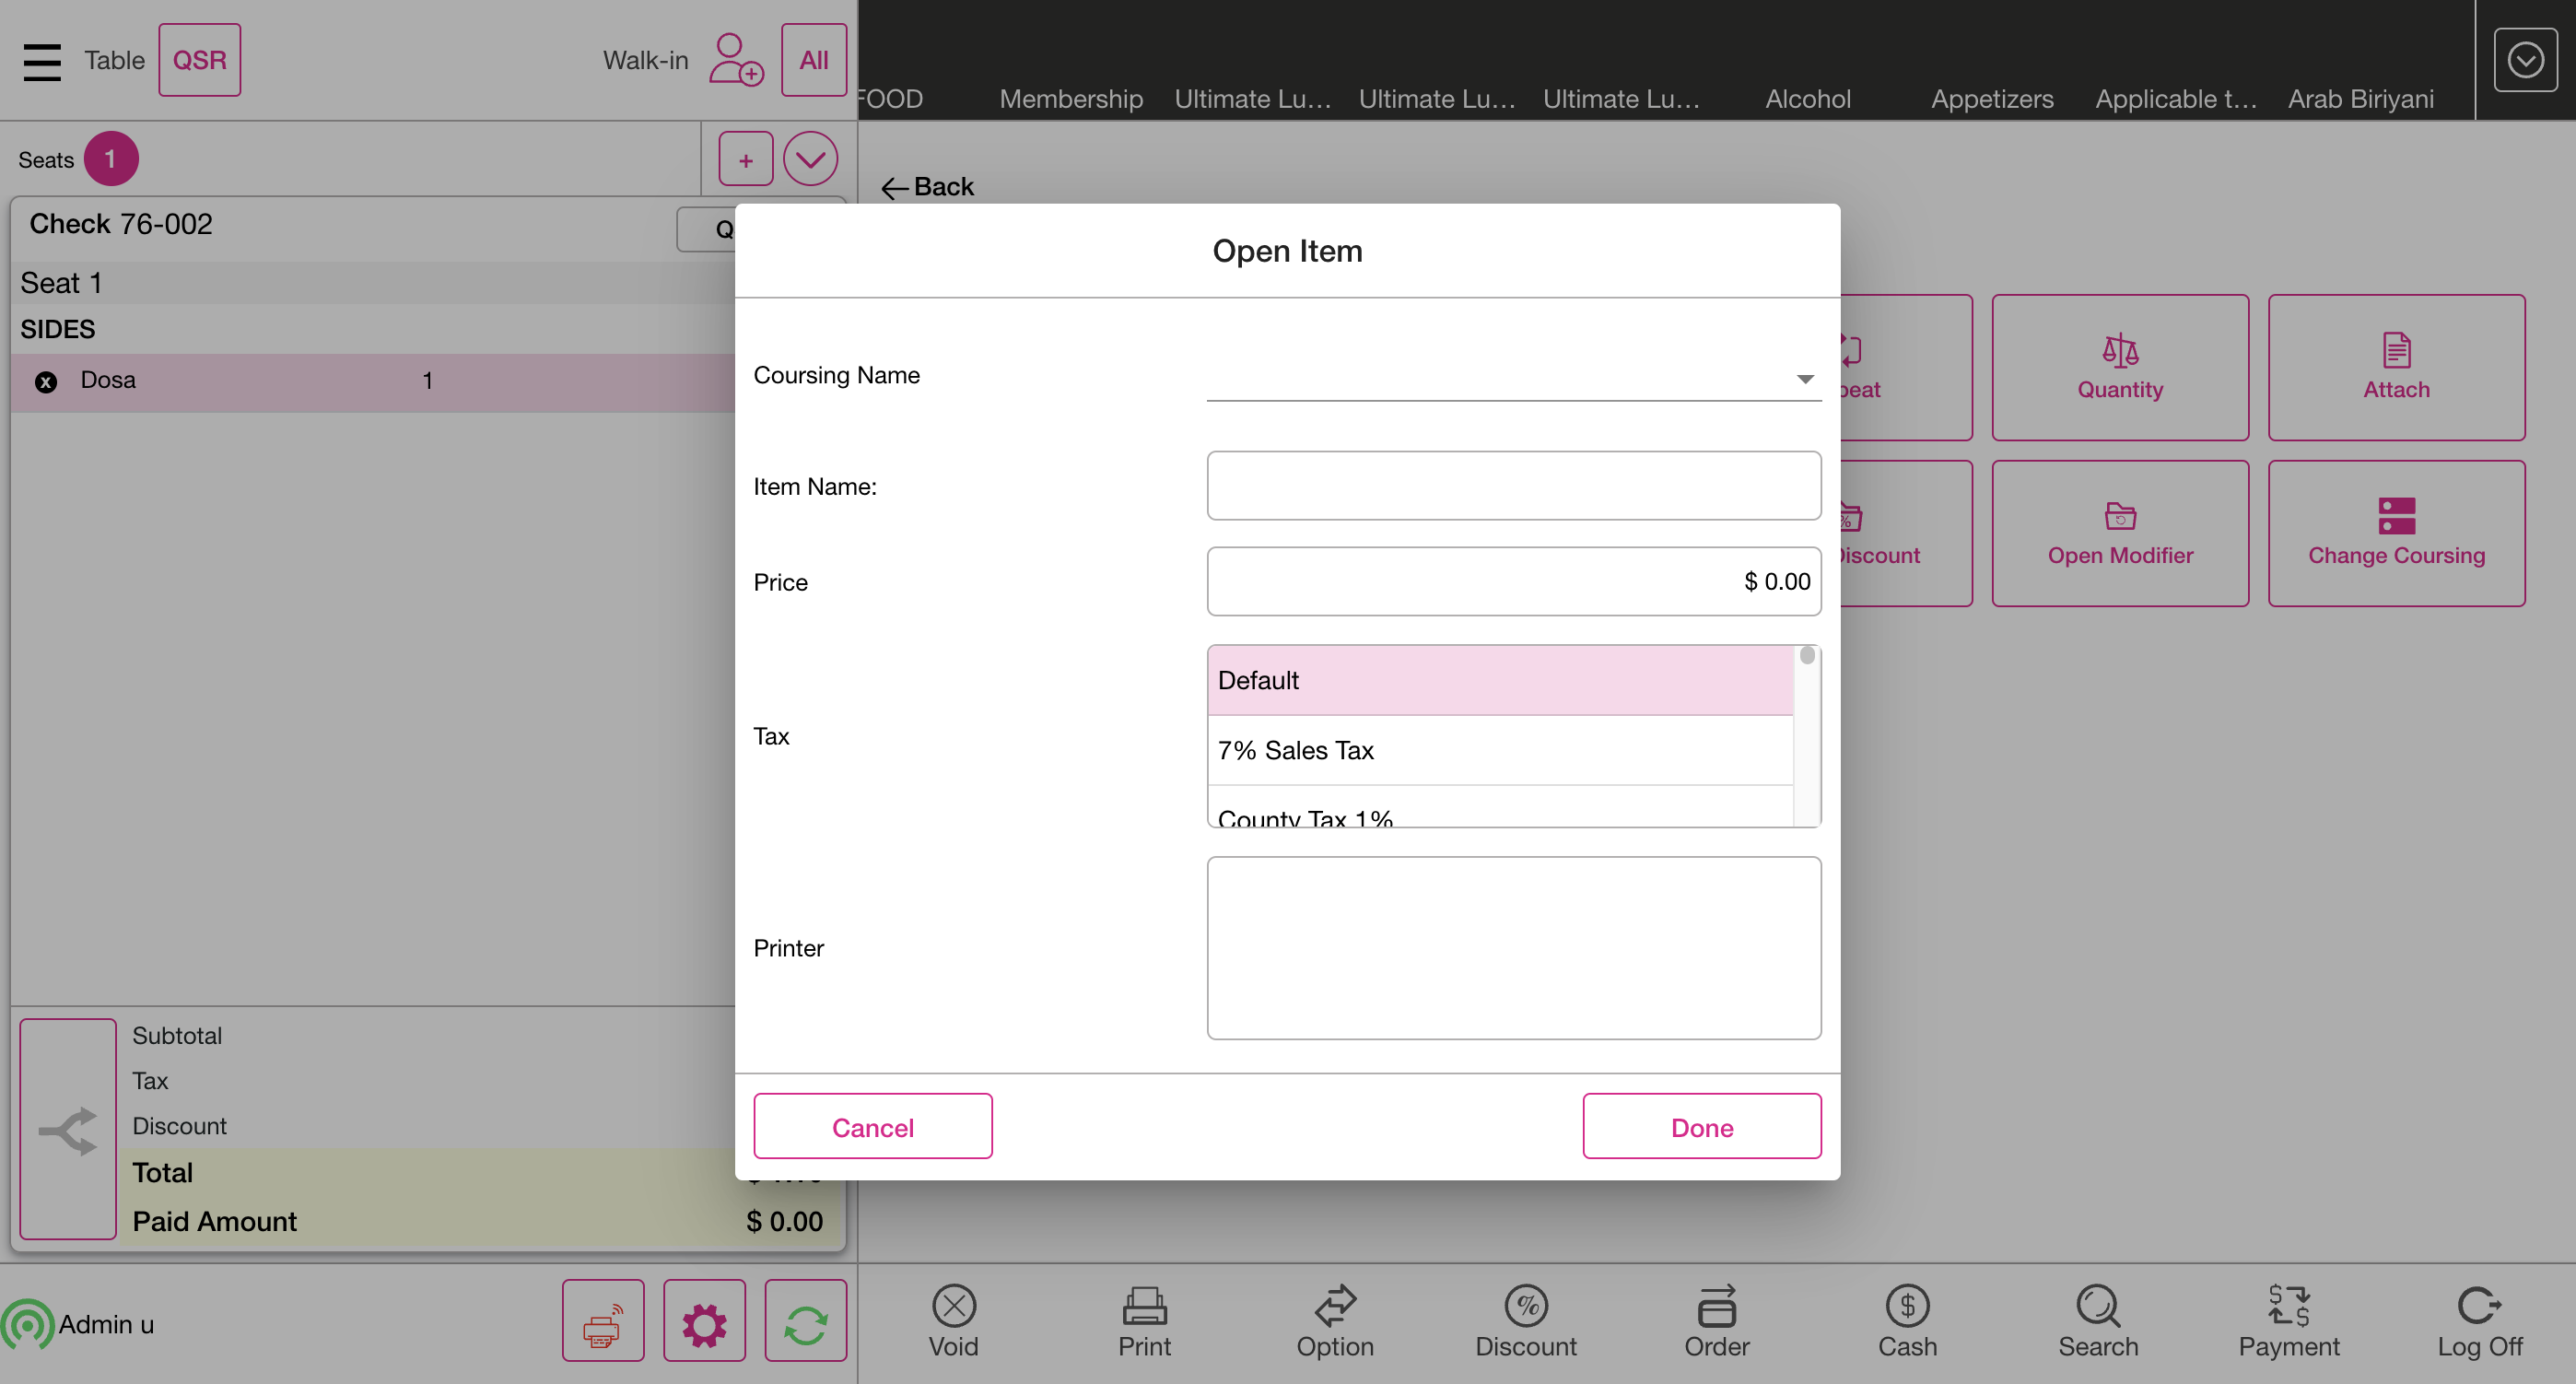 Table QSR Walk-in All
FOOD Membership Ultimate Lu... Ultimate Lu... Ultimate Lu... Alcohol Appetizers Applicable t... Arab Biriyani
Seats 1 +
Back
Check 76-002
Seat 1
SIDES
Dosa 1
Open Item
Coursing Name
Item Name:
Price $ 0.00
Tax
Default
7% Sales Tax
County Tax 1%
Printer
Cancel Done
Quantity Attach
Discount Open Modifier Change Coursing
Subtotal
Tax
Discount
Total
Paid Amount $ 0.00
Admin u
Void Print Option Discount Order Cash Search Payment Log Off